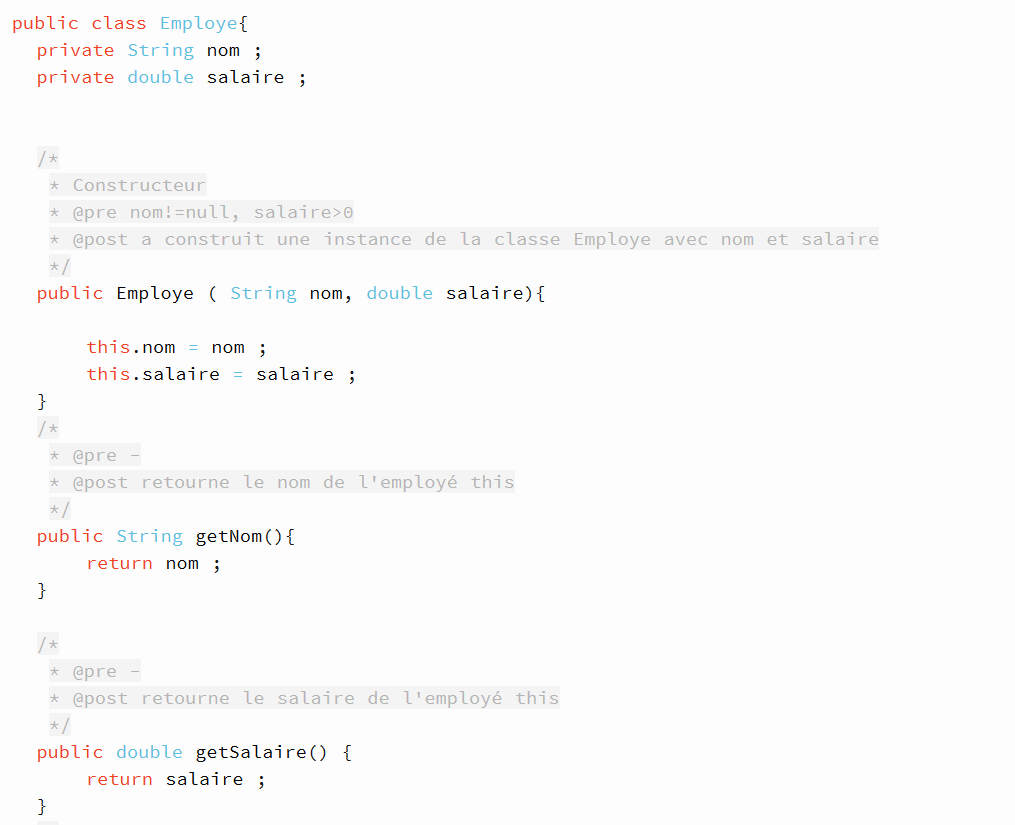 public class Employe{
private String nom ;
private double salaire ;
/*
* Constructeur
* @pre nom!=null, salaire>0
* @post a construit une instance de la classe Employe avec nom et salaire
*/
public Employe ( String nom, double salaire){
this.nom = nom ;
this.salaire = salaire ;
}
/*
* @pre -
* @post retourne le nom de l'employé this
*/
public String getNom(){
return nom ;
}
/*
* @pre -
* @post retourne le salaire de l'employé this
*/
public double getSalaire() {
return salaire ;
}